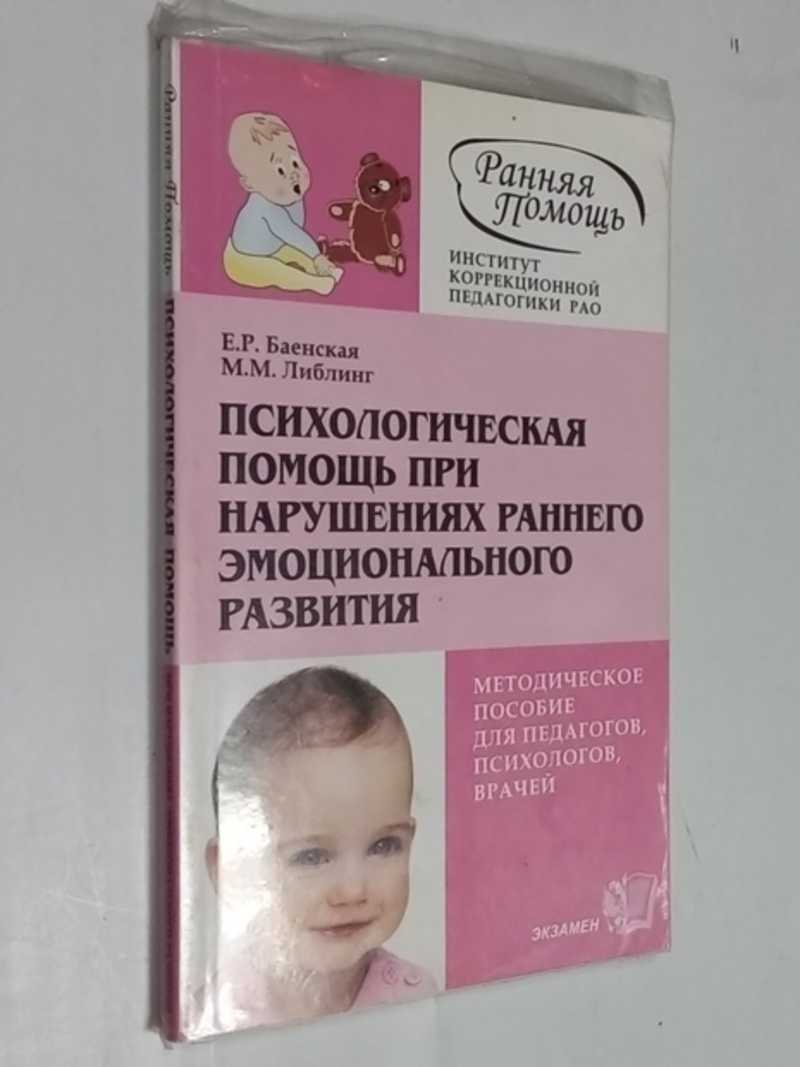 Ранняя
Помощь
ИНСТИТУТ
КОРРЕКЦИОННОЙ
ПЕДАГОГИКИ РАО
Е.Р. Баенская
М.М. Либлинг
ПСИХОЛОГИЧЕСКАЯ
ПОМОЩЬ ПРИ
НАРУШЕНИЯХ РАННЕГО
ЭМОЦИОНАЛЬНОГО
РАЗВИТИЯ
МЕТОДИЧЕСКОЕ
ПОСОБИЕ
ДЛЯ ПЕДАГОГОВ,
ПСИХОЛОГОВ,
ВРАЧЕЙ
ЭКЗАМЕН
Ранняя Помощь ПСИХОЛОГИЧЕСКАЯ ПОМОЩЬ